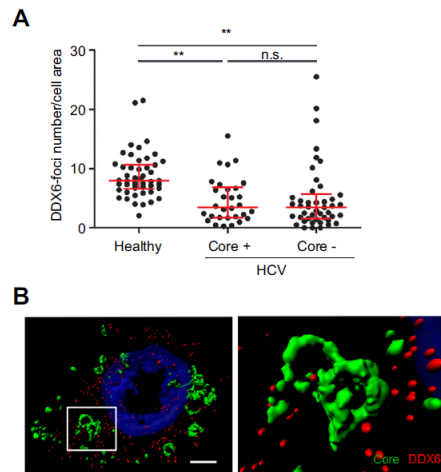 A
**
** n.s.
30
20
10
0
DDX6-foci number/cell area
Healthy Core + Core -
HCV
B
Core DDX6